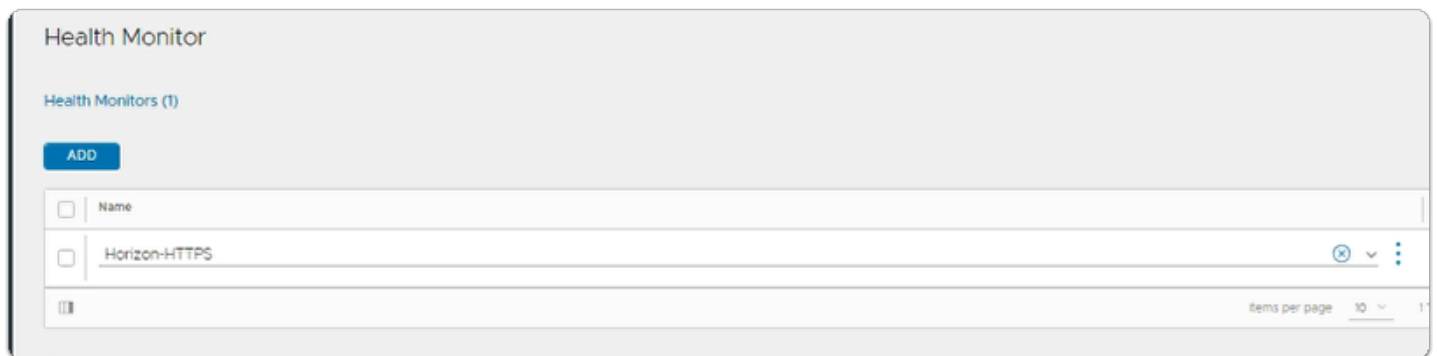 Health Monitor
Health Monitors (1)
ADD
Name
Horizon-HTTPS
Items per page 10